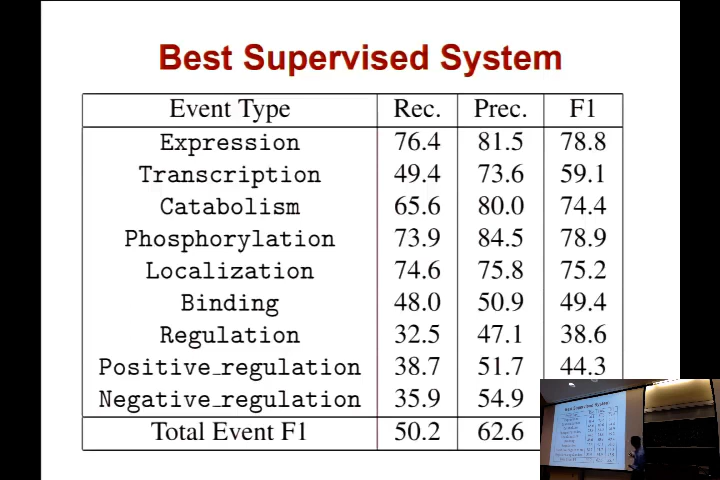 Best Supervised System
Event Type Rec. Prec. F1
Expression 76.4 81.5 78.8
Transcription 49.4 73.6 59.1
Catabolism 65.6 80.0 74.4
Phosphorylation 73.9 84.5 78.9
Localization 74.6 75.8 75.2
Binding 48.0 50.9 49.4
Regulation 32.5 47.1 38.6
Positive_regulation 38.7 51.7 44.3
Negative_regulation 35.9 54.9
Total Event F1 50.2 62.6
Best Supervised System